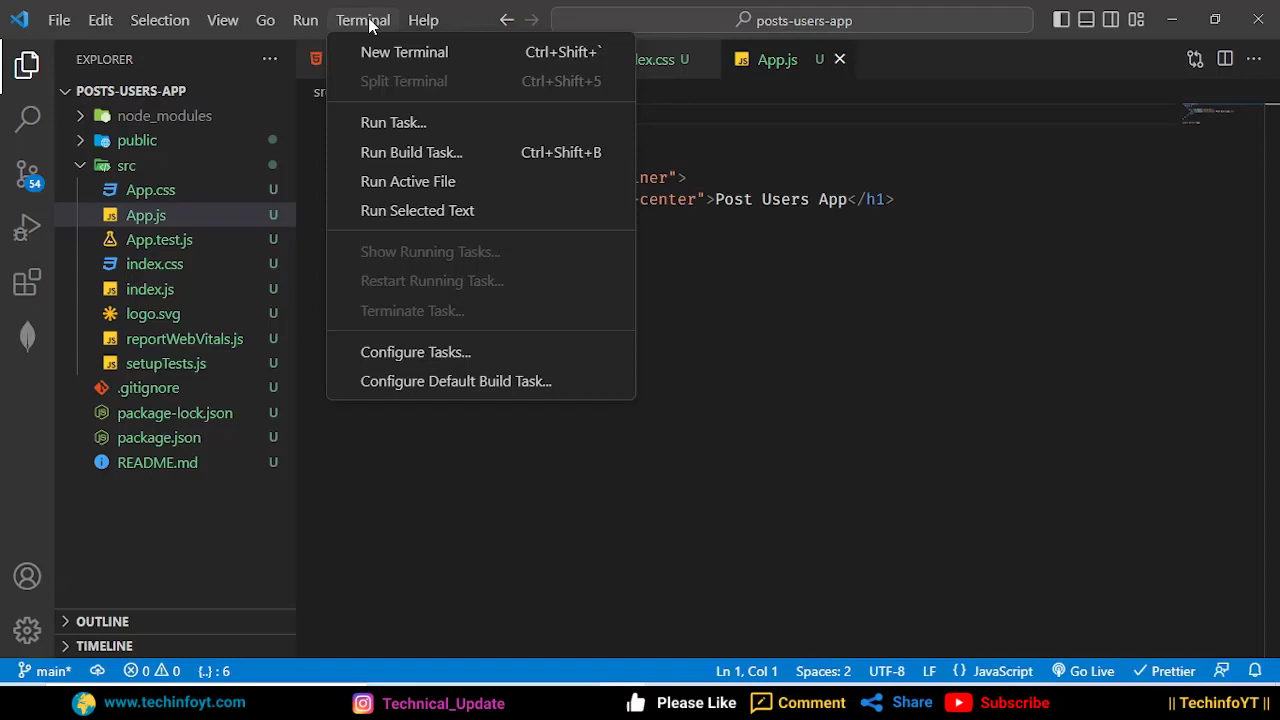 File Edit Selection View Go Run Terminal Help posts-users-app
EXPLORER
index.css U
App.js U
POSTS-USERS-APP
node_modules
public
src
App.css U
App.js U
App.test.js U
index.css U
index.js U
logo.svg U
reportWebVitals.js U
setupTests.js U
.gitignore U
package-lock.json U
package.json U
README.md U
OUTLINE
TIMELINE
54
New Terminal Ctrl+Shift+`
Split Terminal Ctrl+Shift+5
Run Task...
Run Build Task... Ctrl+Shift+B
Run Active File
Run Selected Text
Show Running Tasks...
Restart Running Task...
Terminate Task...
Configure Tasks...
Configure Default Build Task...
iner">
-center">Post Users App</h1>
main* 0 0 {..} : 6 Ln 1, Col 1 Spaces: 2 UTF-8 LF {} JavaScript Go Live Prettier
www.techinfoyt.com Technical_Update Please Like Comment Share Subscribe || TechinfoYT ||